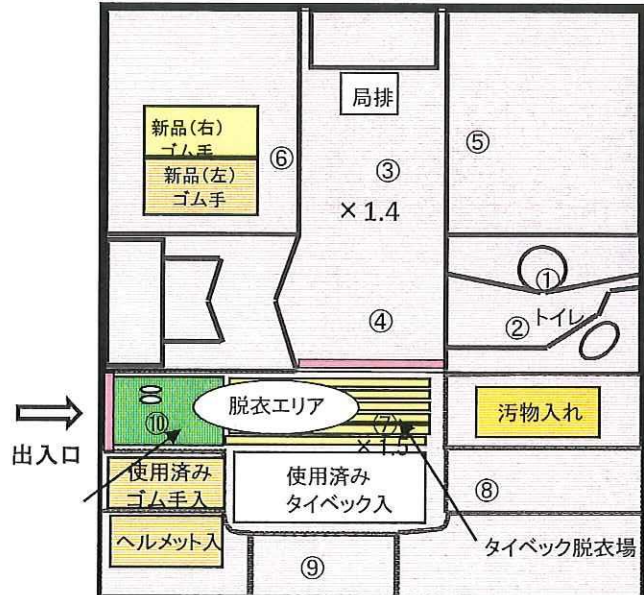 局排
新品(右)
ゴム手
新品(左)
ゴム手
⑥
③
⑤
×1.4
①
④
②
トイレ
出入口
⑩
脱衣エリア
⑦
×1.5
汚物入れ
使用済み
ゴム手入
使用済み
タイベック入
⑧
ヘルメット入
⑨
タイベック脱衣場